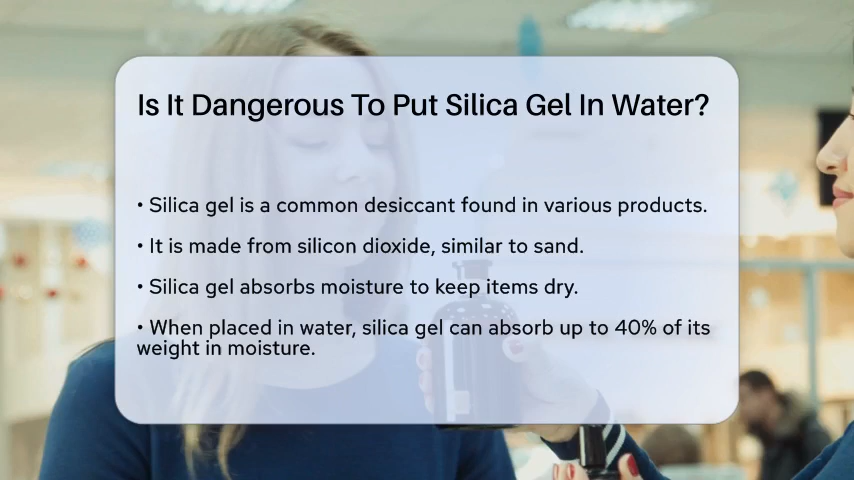 Is It Dangerous To Put Silica Gel In Water?
• Silica gel is a common desiccant found in various products.
• It is made from silicon dioxide, similar to sand.
• Silica gel absorbs moisture to keep items dry.
• When placed in water, silica gel can absorb up to 40% of its
weight in moisture.